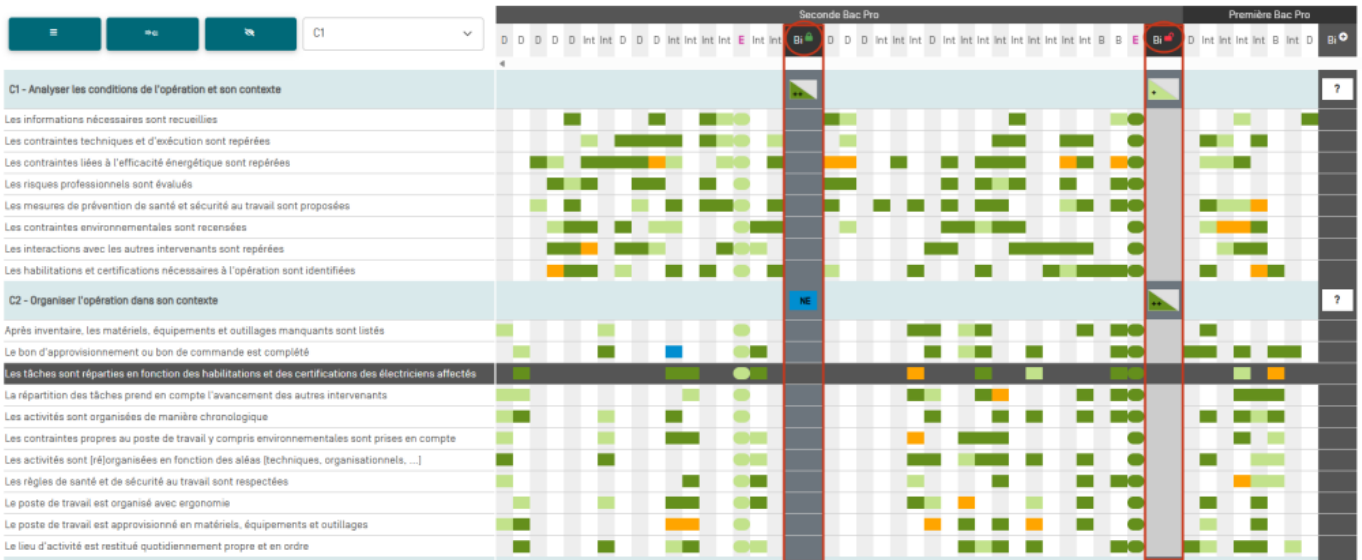 Seconde Bac Pro Première Bac Pro
C1
D D D D D Int Int D D D Int Int Int Int E Int Int Bi D D D Int Int Int D Int Int Int Int Int Int Int Int Int B B E Bi D Int Int Int Int B Int D Bi
C1 - Analyser les conditions de l'opération et son contexte ++ + ?
Les informations nécessaires sont recueillies
Les contraintes techniques et d'exécution sont repérées
Les contraintes liées à l'efficacité énergétique sont repérées
Les risques professionnels sont évalués
Les mesures de prévention de santé et sécurité au travail sont proposées
Les contraintes environnementales sont recensées
Les interactions avec les autres intervenants sont repérées
Les habilitations et certifications nécessaires à l'opération sont identifiées
C2 - Organiser l'opération dans son contexte NE ++ ?
Après inventaire, les matériels, équipements et outillages manquants sont listés
Le bon d'approvisionnement ou bon de commande est complété
Les tâches sont réparties en fonction des habilitations et des certifications des électriciens affectés
La répartition des tâches prend en compte l'avancement des autres intervenants
Les activités sont organisées de manière chronologique
Les contraintes propres au poste de travail y compris environnementales sont prises en compte
Les activités sont (ré)organisées en fonction des aléas (techniques, organisationnels, ...)
Les règles de santé et de sécurité au travail sont respectées
Le poste de travail est organisé avec ergonomie
Le poste de travail est approvisionné en matériels, équipements et outillages
Le lieu d'activité est restitué quotidiennement propre et en ordre